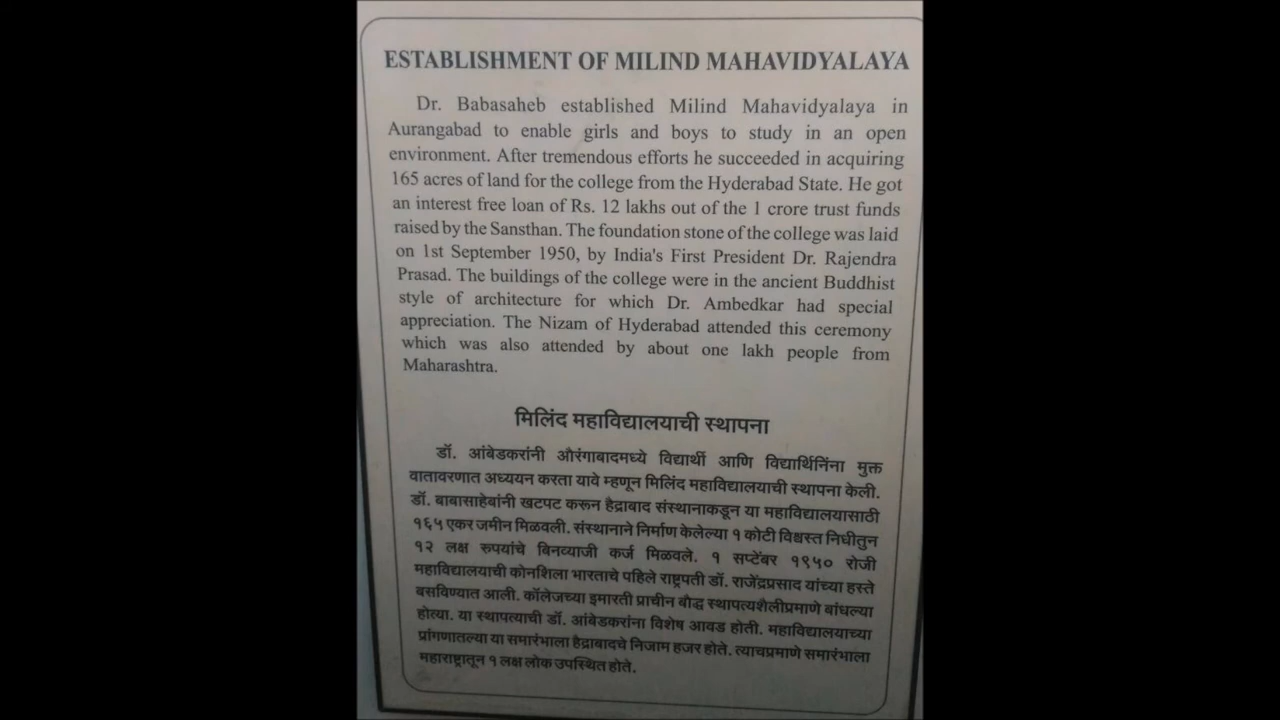 ESTABLISHMENT OF MILIND MAHAVIDYALAYA
Dr. Babasaheb established Milind Mahavidyalaya in
Aurangabad to enable girls and boys to study in an open
environment. After tremendous efforts he succeeded in acquiring
165 acres of land for the college from the Hyderabad State. He got
an interest free loan of Rs. 12 lakhs out of the 1 crore trust funds
raised by the Sansthan. The foundation stone of the college was laid
on 1st September 1950, by India's First President Dr. Rajendra
Prasad. The buildings of the college were in the ancient Buddhist
style of architecture for which Dr. Ambedkar had special
appreciation. The Nizam of Hyderabad attended this ceremony
which was also attended by about one lakh people from
Maharashtra.
मिलिंद महाविद्यालयाची स्थापना
डॉ. आंबेडकरांनी औरंगाबादमध्ये विद्यार्थी आणि विद्यार्थिनिंना मुक्त
वातावरणात अध्ययन करता यावे म्हणून मिलिंद महाविद्यालयाची स्थापना केली.
डॉ. बाबासाहेबांनी खटपट करून हैद्राबाद संस्थानाकडून या महाविद्यालयासाठी
१६५ एकर जमीन मिळवली. संस्थानाने निर्माण केलेल्या १ कोटी विश्वस्त निधीतुन
१२ लक्ष रुपयांचे बिनव्याजी कर्ज मिळवले. १ सप्टेंबर १९५० रोजी
महाविद्यालयाची कोनशिला भारताचे पहिले राष्ट्रपती डॉ. राजेंद्रप्रसाद यांच्या हस्ते
बसविण्यात आली. कॉलेजच्या इमारती प्राचीन बौद्ध स्थापत्यशैलीप्रमाणे बांधल्या
होत्या. या स्थापत्याची डॉ. आंबेडकरांना विशेष आवड होती. महाविद्यालयाच्या
प्रांगणातल्या या समारंभाला हैद्राबादचे निजाम हजर होते. त्याचप्रमाणे समारंभाला
महाराष्ट्रातून १ लक्ष लोक उपस्थित होते.